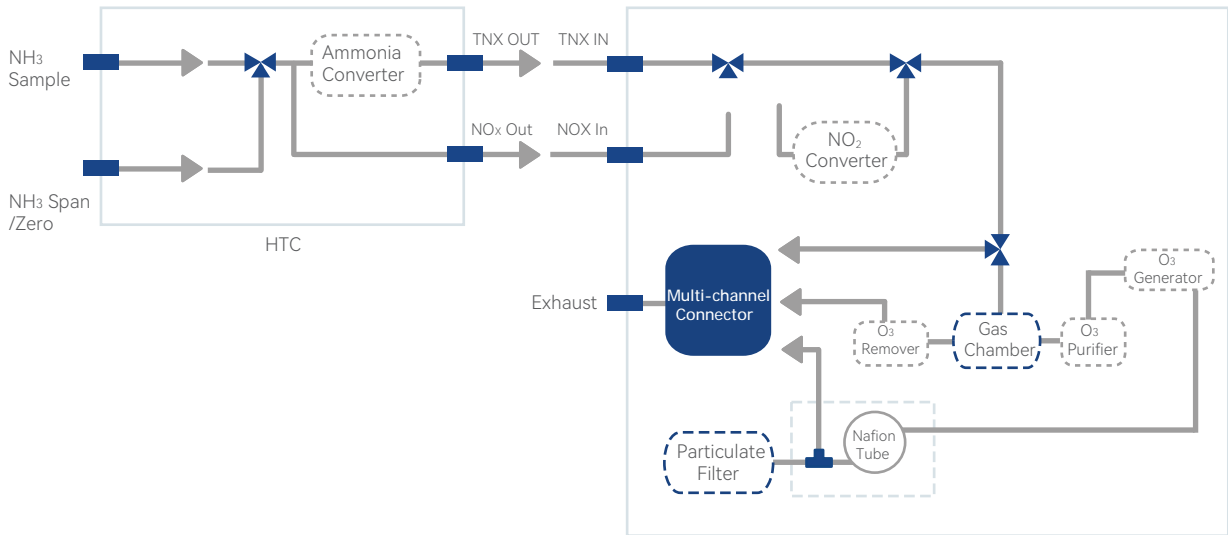 NH₃
Sample
NH₃ Span
/Zero
Ammonia
Converter
HTC
TNX OUT
TNX IN
NOx Out
NOX In
NO₂
Converter
Exhaust
Multi-channel
Connector
O₃
Remover
Gas
Chamber
O₃
Purifier
O₃
Generator
Particulate
Filter
Nafion
Tube